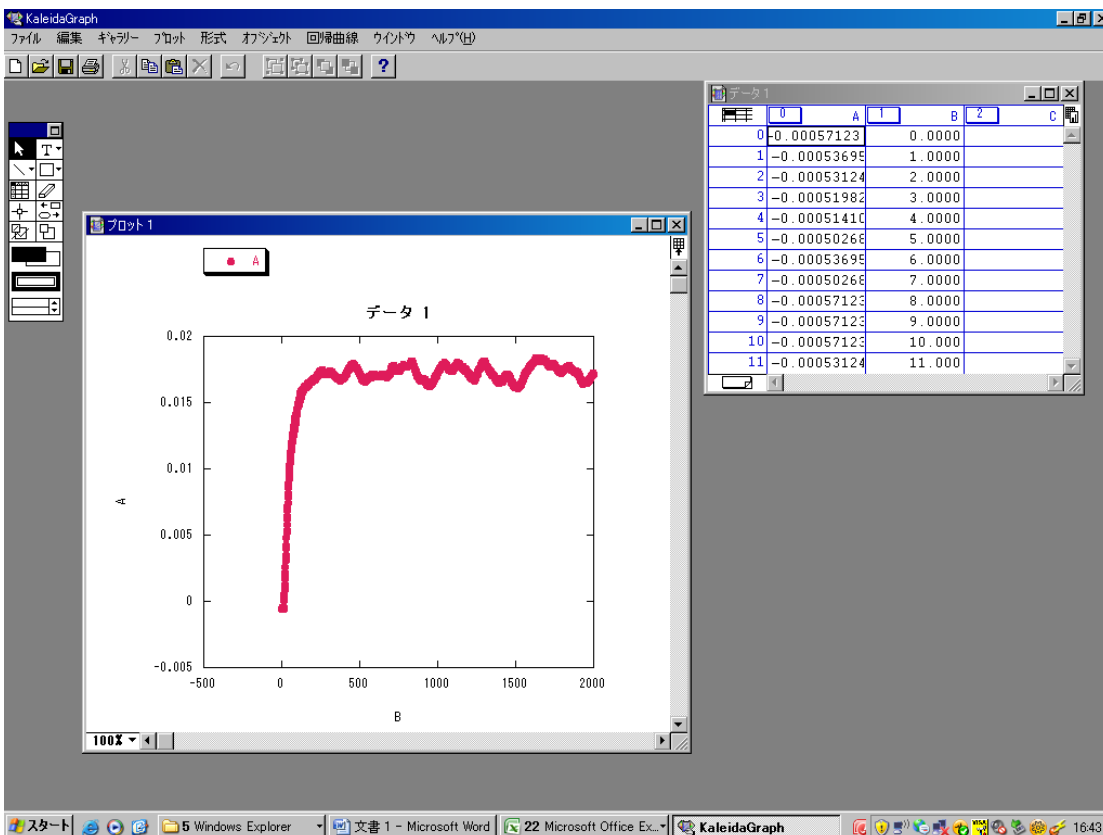 KaleidaGraph
ファイル 編集 ギャラリー プロット 形式 オブジェクト 回帰曲線 ウインドウ ヘルプ(H)
データ 1
0 A 1 B 2 C
0 -0.00057123 0.0000
1 -0.00053695 1.0000
2 -0.00053124 2.0000
3 -0.00051982 3.0000
4 -0.00051410 4.0000
5 -0.00050268 5.0000
6 -0.00053695 6.0000
7 -0.00050268 7.0000
8 -0.00057123 8.0000
9 -0.00057123 9.0000
10 -0.00057123 10.000
11 -0.00053124 11.000
T
プロット 1
A
データ 1
0.02
0.015
0.01
0.005
0
-0.005
A
-500 0 500 1000 1500 2000
B
100%
スタート 5 Windows Explorer 文書 1 - Microsoft Word 22 Microsoft Office Ex... KaleidaGraph 16:43